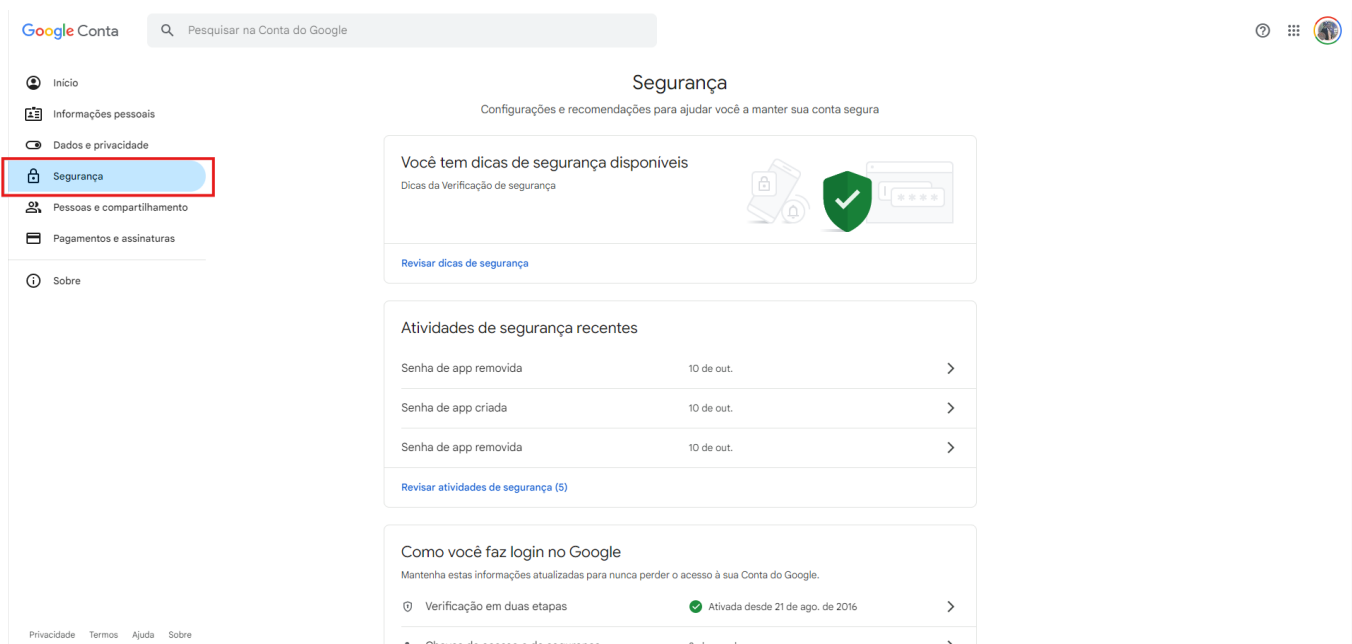 Google Conta
Pesquisar na Conta do Google
Início
Informações pessoais
Dados e privacidade
Segurança
Pessoas e compartilhamento
Pagamentos e assinaturas
Sobre
Segurança
Configurações e recomendações para ajudar você a manter sua conta segura
Você tem dicas de segurança disponíveis
Dicas da Verificação de segurança
Revisar dicas de segurança
Atividades de segurança recentes
Senha de app removida 10 de out.
Senha de app criada 10 de out.
Senha de app removida 10 de out.
Revisar atividades de segurança (5)
Como você faz login no Google
Mantenha estas informações atualizadas para nunca perder o acesso à sua Conta do Google.
Verificação em duas etapas Ativada desde 21 de ago. de 2016
Privacidade Termos Ajuda Sobre